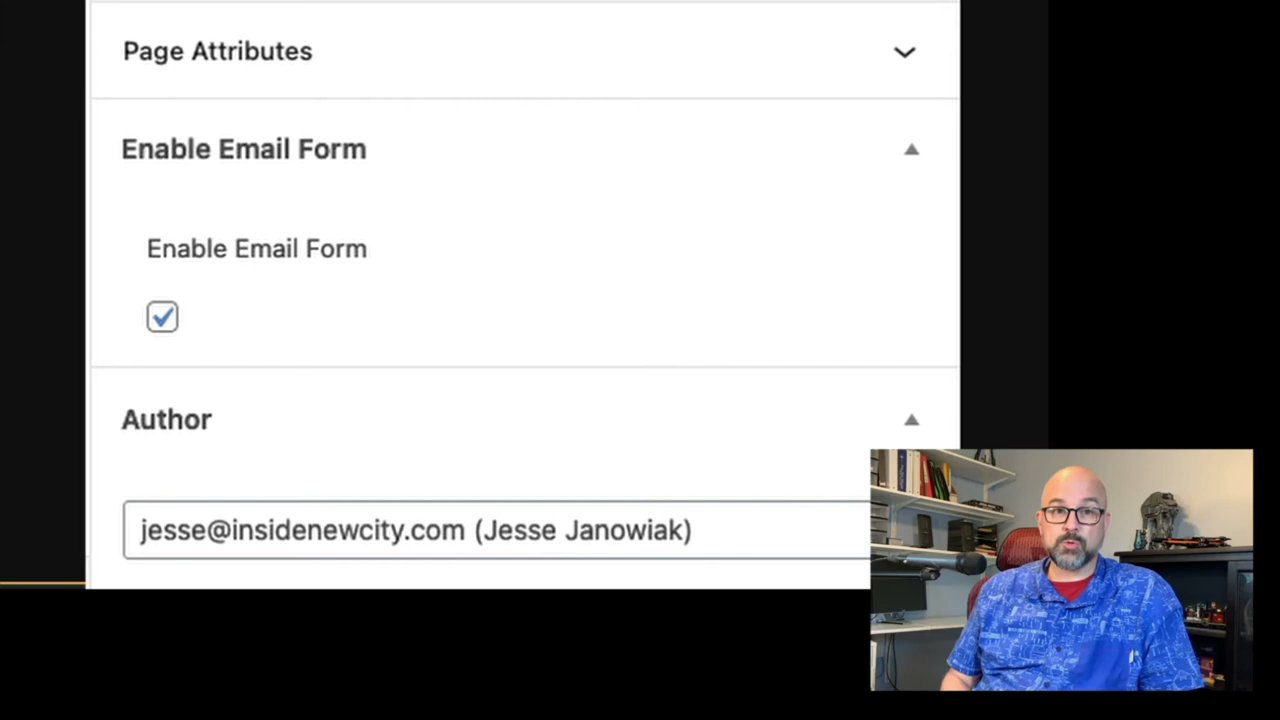 Page Attributes
Enable Email Form
Enable Email Form
Author
jesse@insidenewcity.com (Jesse Janowiak)